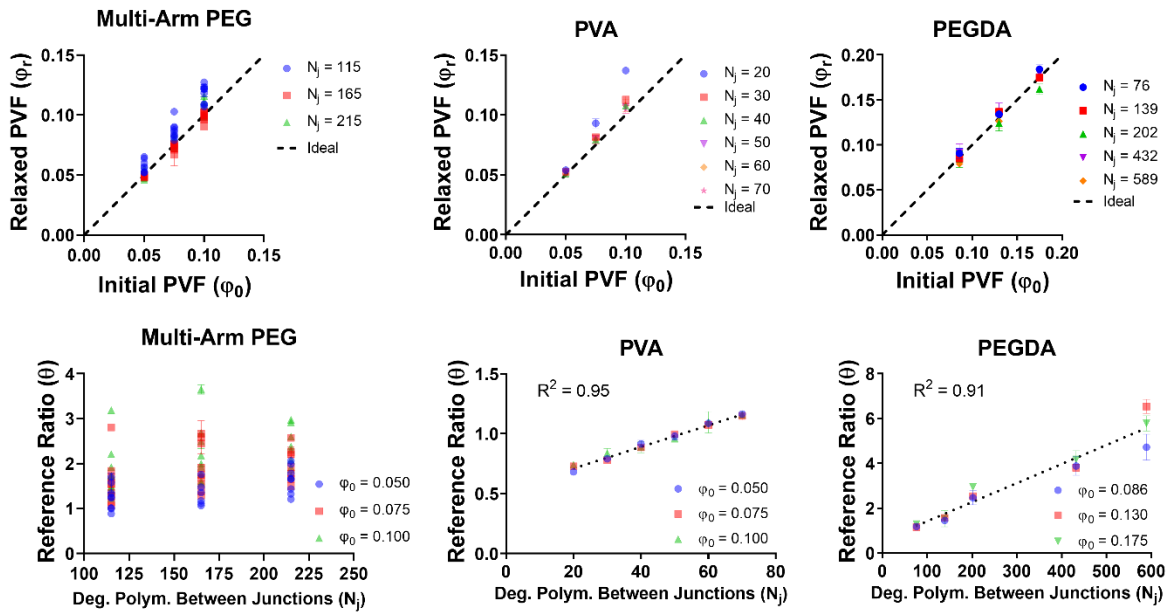 Multi-Arm PEG
Relaxed PVF (φr)
0.15
0.10
0.05
0.00
0.00 0.05 0.10 0.15
Initial PVF (φ0)
Nj = 115
Nj = 165
Nj = 215
Ideal
PVA
Relaxed PVF (φr)
0.15
0.10
0.05
0.00
0.00 0.05 0.10 0.15
Initial PVF (φ0)
Nj = 20
Nj = 30
Nj = 40
Nj = 50
Nj = 60
Nj = 70
Ideal
PEGDA
Relaxed PVF (φr)
0.20
0.15
0.10
0.05
0.00
0.00 0.05 0.10 0.15 0.20
Initial PVF (φ0)
Nj = 76
Nj = 139
Nj = 202
Nj = 432
Nj = 589
Ideal
Multi-Arm PEG
Reference Ratio (θ)
4
3
2
1
0
100 125 150 175 200 225 250
Deg. Polym. Between Junctions (Nj)
φ0 = 0.050
φ0 = 0.075
φ0 = 0.100
PVA
Reference Ratio (θ)
1.5
1.0
0.5
0.0
0 20 40 60 80
Deg. Polym. Between Junctions (Nj)
R² = 0.95
φ0 = 0.050
φ0 = 0.075
φ0 = 0.100
PEGDA
Reference Ratio (θ)
8
6
4
2
0
0 100 200 300 400 500 600
Deg. Polym. Between Junctions (Nj)
R² = 0.91
φ0 = 0.086
φ0 = 0.130
φ0 = 0.175